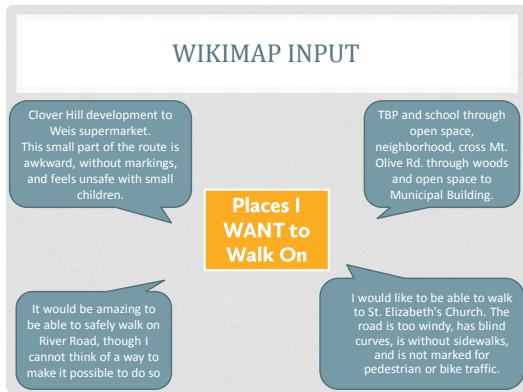 WIKIMAP INPUT
Clover Hill development to
Weis supermarket.
This small part of the route is
awkward, without markings,
and feels unsafe with small
children.
TBP and school through
open space,
neighborhood, cross Mt.
Olive Rd. through woods
and open space to
Municipal Building.
Places I
WANT to
Walk On
It would be amazing to
be able to safely walk on
River Road, though I
cannot think of a way to
make it possible to do so
I would like to be able to walk
to St. Elizabeth's Church. The
road is too windy, has blind
curves, is without sidewalks,
and is not marked for
pedestrian or bike traffic.